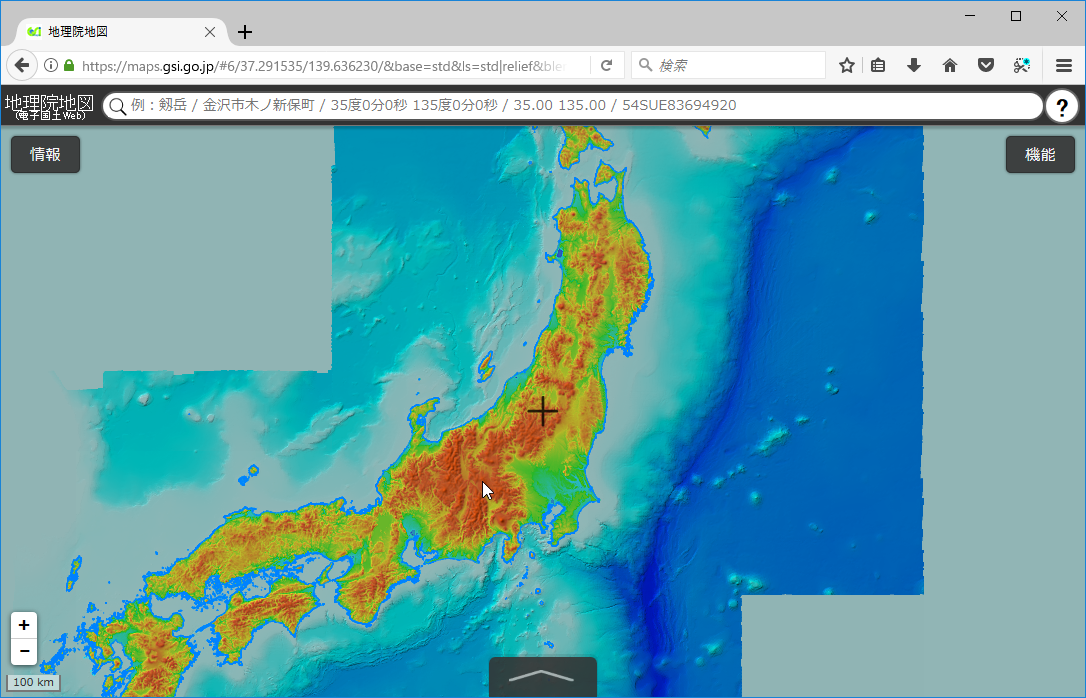 地理院地図
https://maps.gsi.go.jp/#6/37.291535/139.636230/&base=std&ls=std|relief&ble
検索
地理院地図
(電子国土Web)
例：剱岳 / 金沢市木ノ新保町 / 35度0分0秒 135度0分0秒 / 35.00 135.00 / 54SUE83694920
?
情報
機能
+
−
100 km